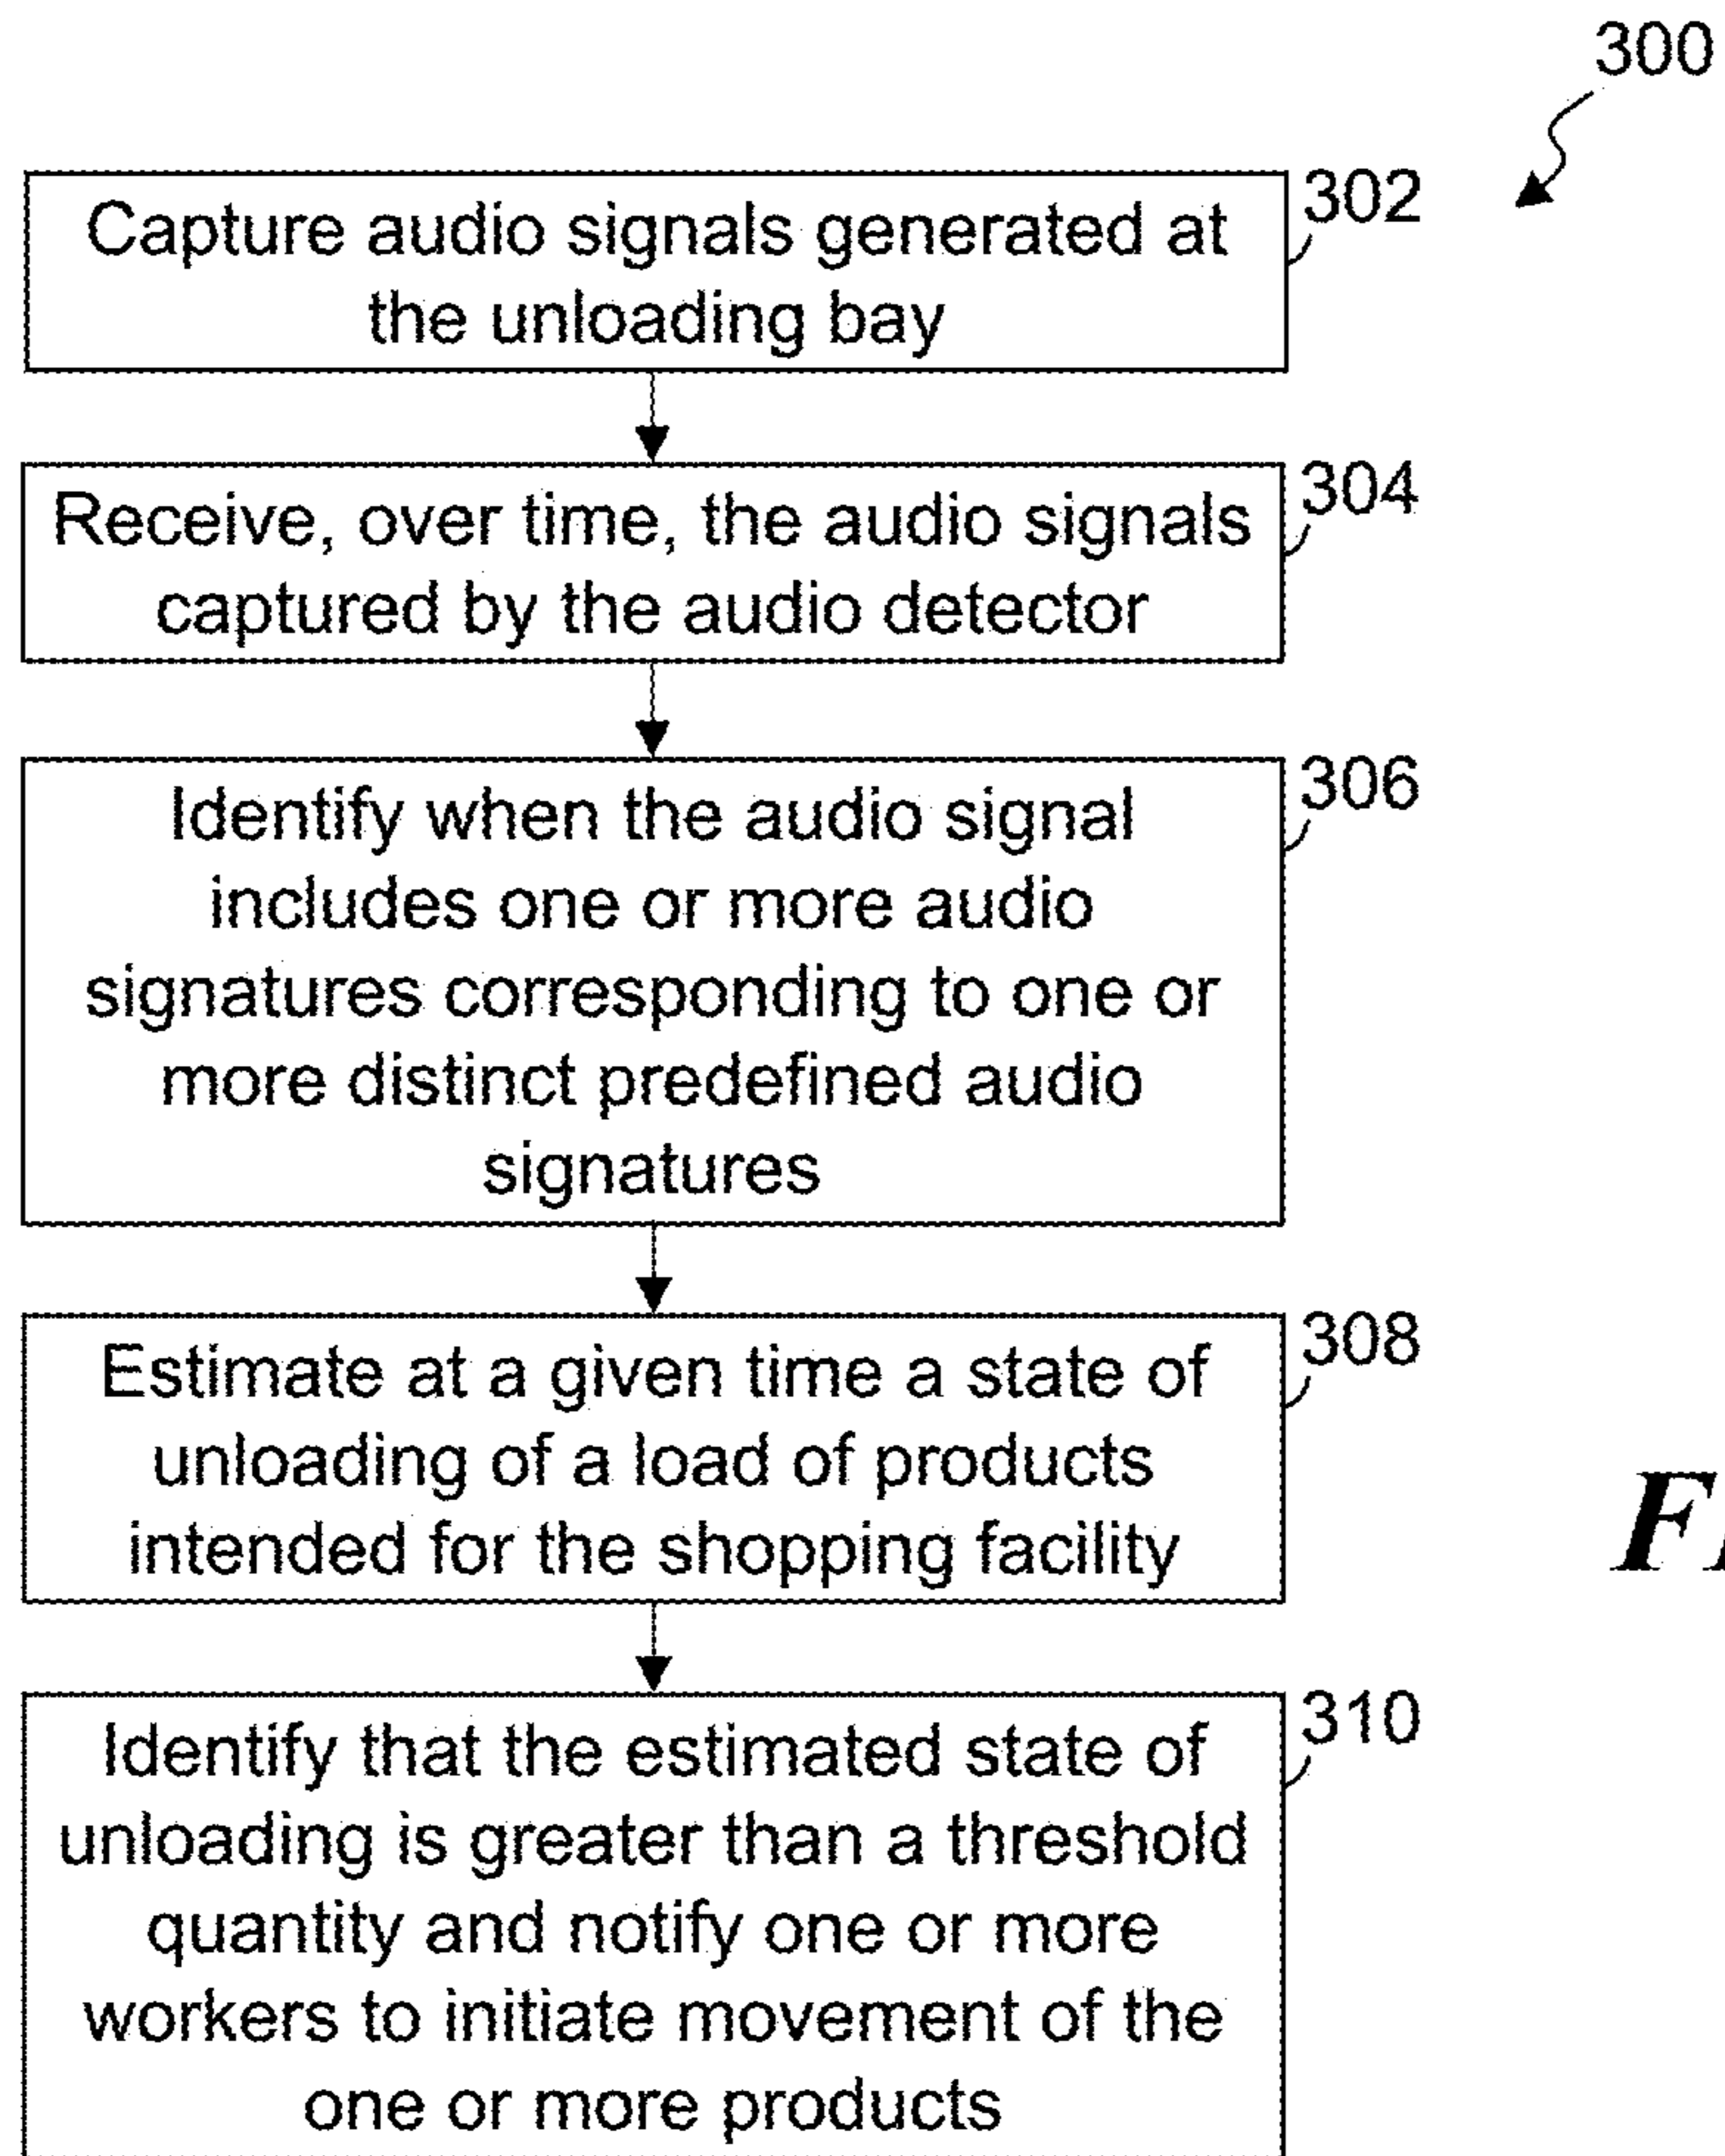 300
302
Capture audio signals generated at
the unloading bay
304
Receive, over time, the audio signals
captured by the audio detector
306
Identify when the audio signal
includes one or more audio
signatures corresponding to one or
more distinct predefined audio
signatures
308
Estimate at a given time a state of
unloading of a load of products
intended for the shopping facility
310
Identify that the estimated state of
unloading is greater than a threshold
quantity and notify one or more
workers to initiate movement of the
one or more products